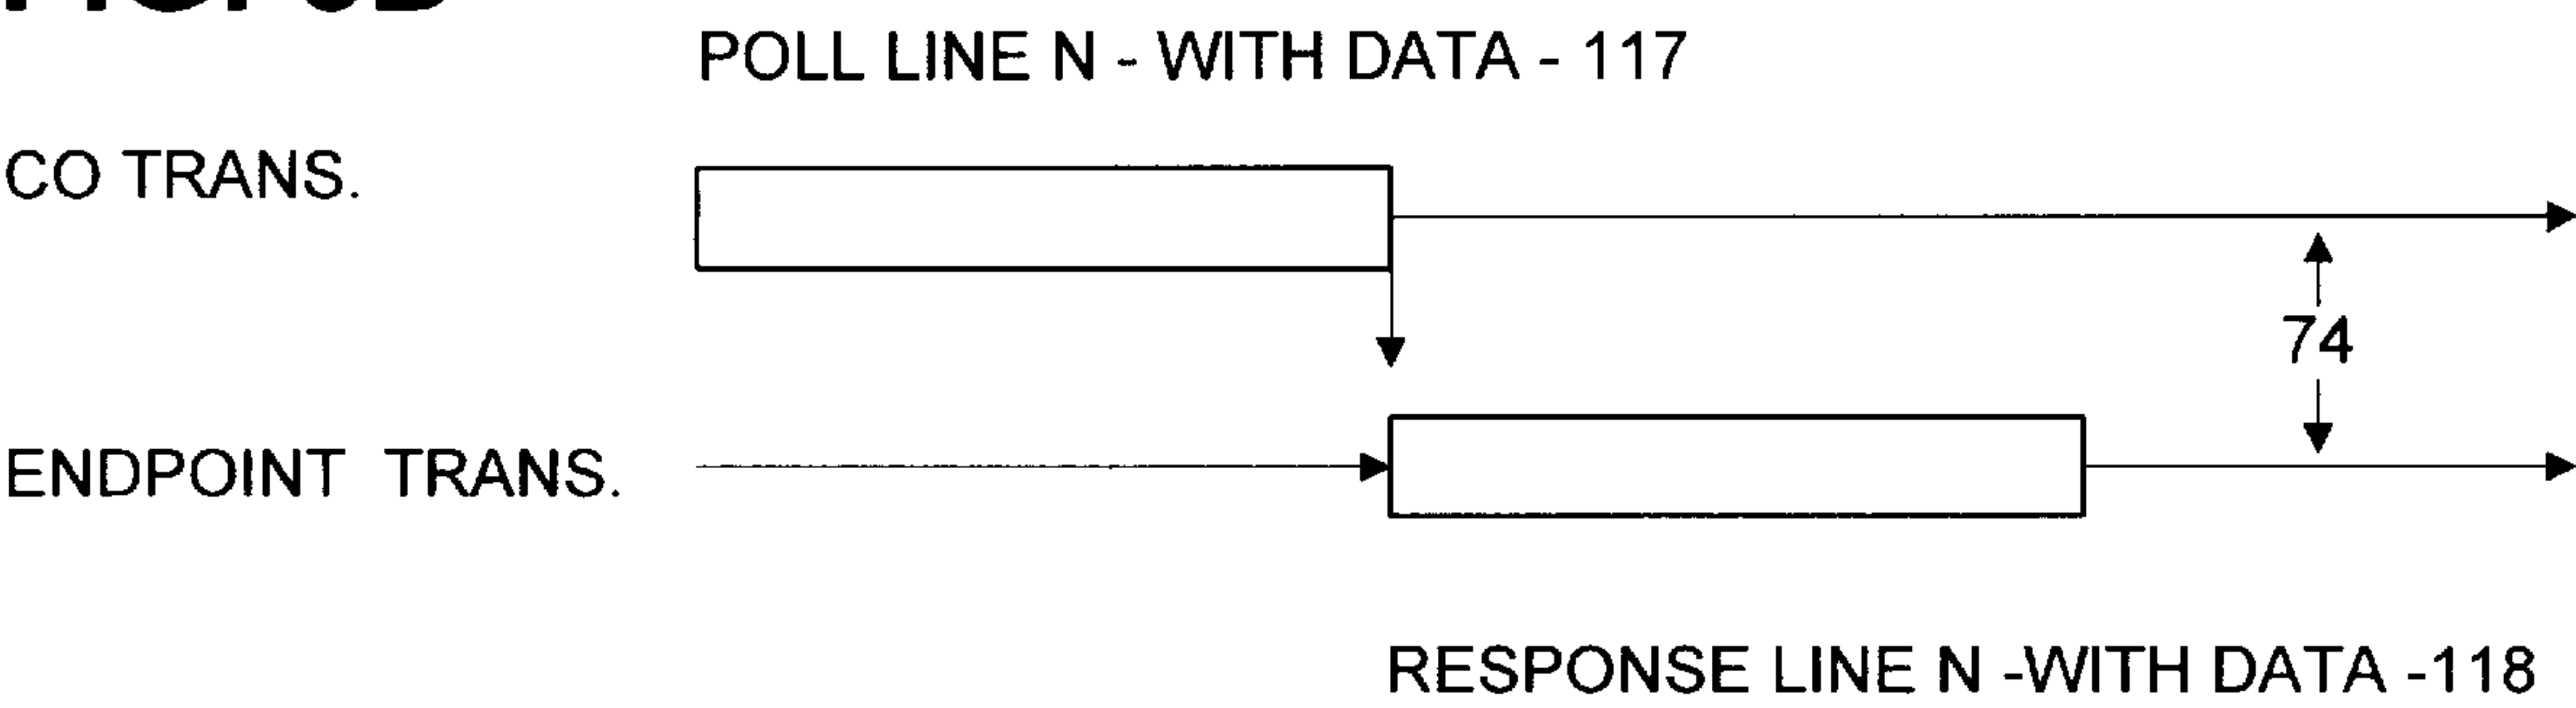 POLL LINE N - WITH DATA - 117
CO TRANS.
74
ENDPOINT TRANS.
RESPONSE LINE N -WITH DATA -118